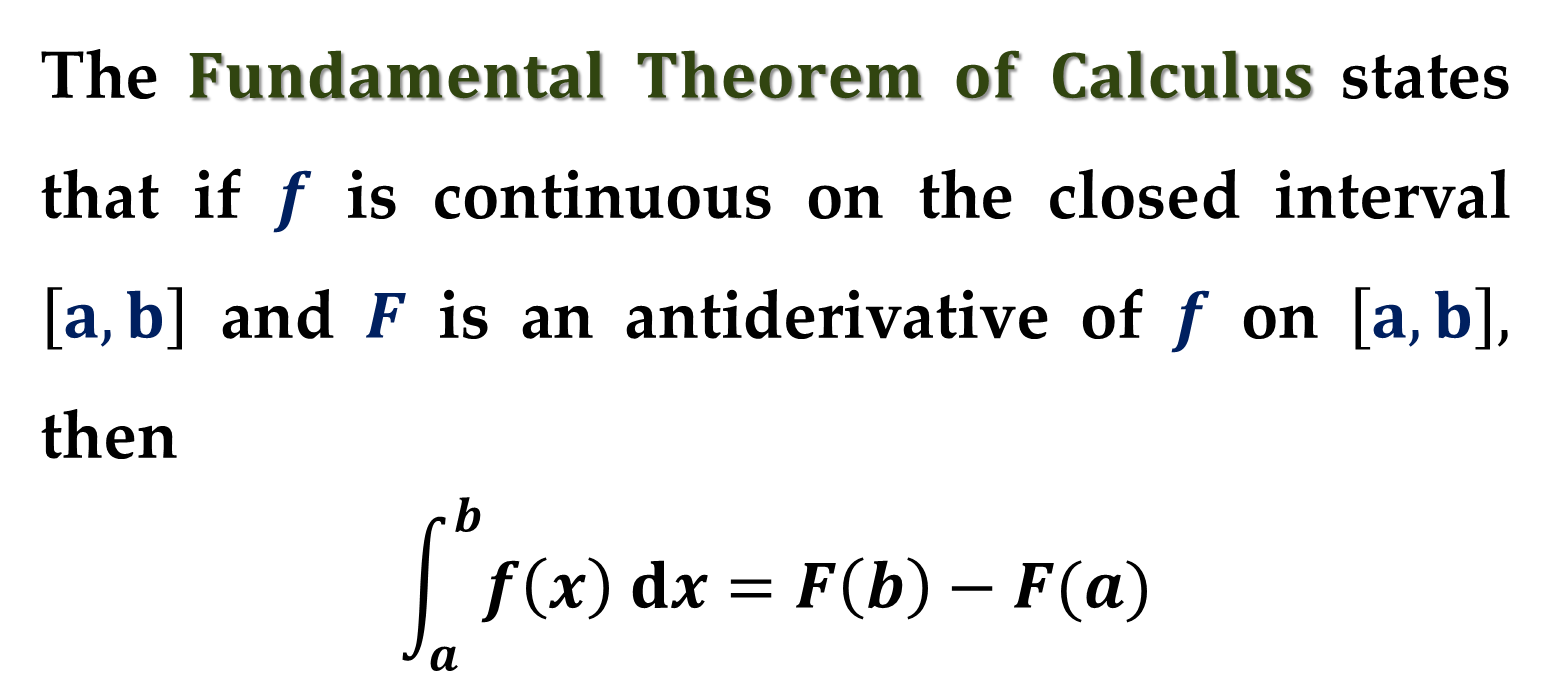 The Fundamental Theorem of Calculus states
that if f is continuous on the closed interval
[a, b] and F is an antiderivative of f on [a, b],
then
∫ₐᵇ f(x) dx = F(b) − F(a)